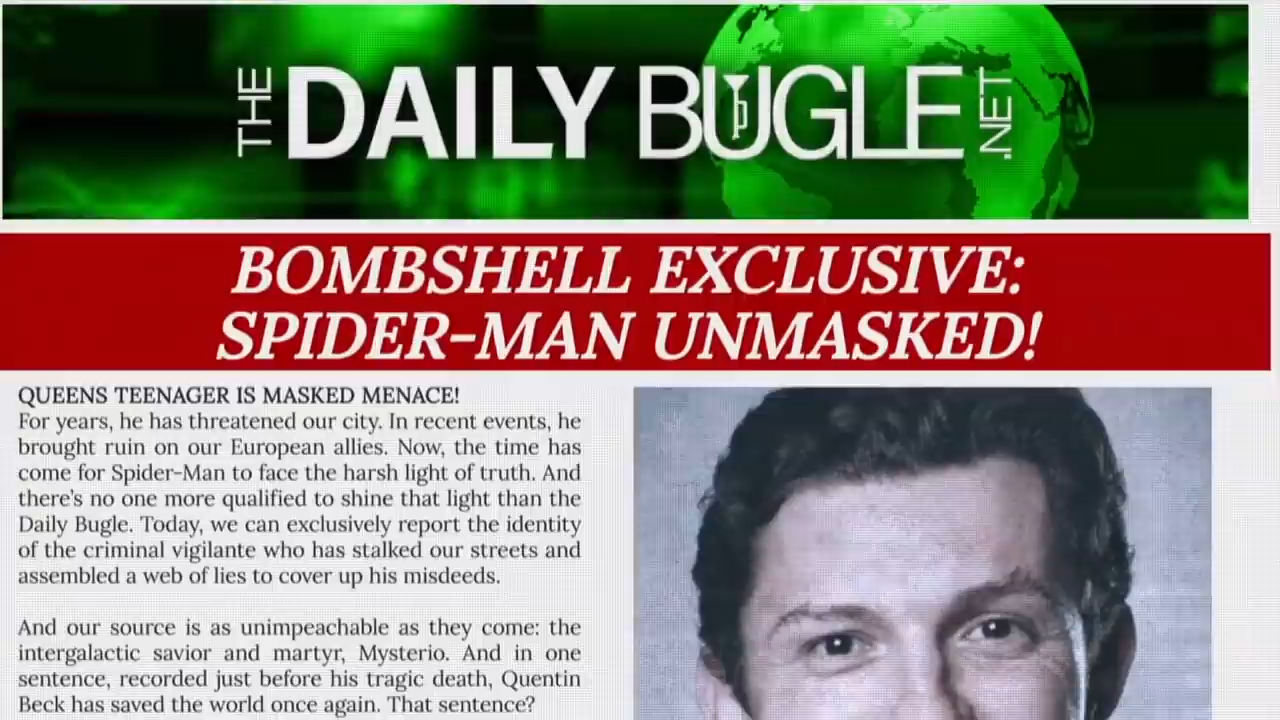 THE DAILY BUGLE .NET
BOMBSHELL EXCLUSIVE:
SPIDER-MAN UNMASKED!
QUEENS TEENAGER IS MASKED MENACE!
For years, he has threatened our city. In recent events, he
brought ruin on our European allies. Now, the time has
come for Spider-Man to face the harsh light of truth. And
there's no one more qualified to shine that light than the
Daily Bugle. Today, we can exclusively report the identity
of the criminal vigilante who has stalked our streets and
assembled a web of lies to cover up his misdeeds.
And our source is as unimpeachable as they come: the
intergalactic savior and martyr, Mysterio. And in one
sentence, recorded just before his tragic death, Quentin
Beck has saved the world once again. That sentence?